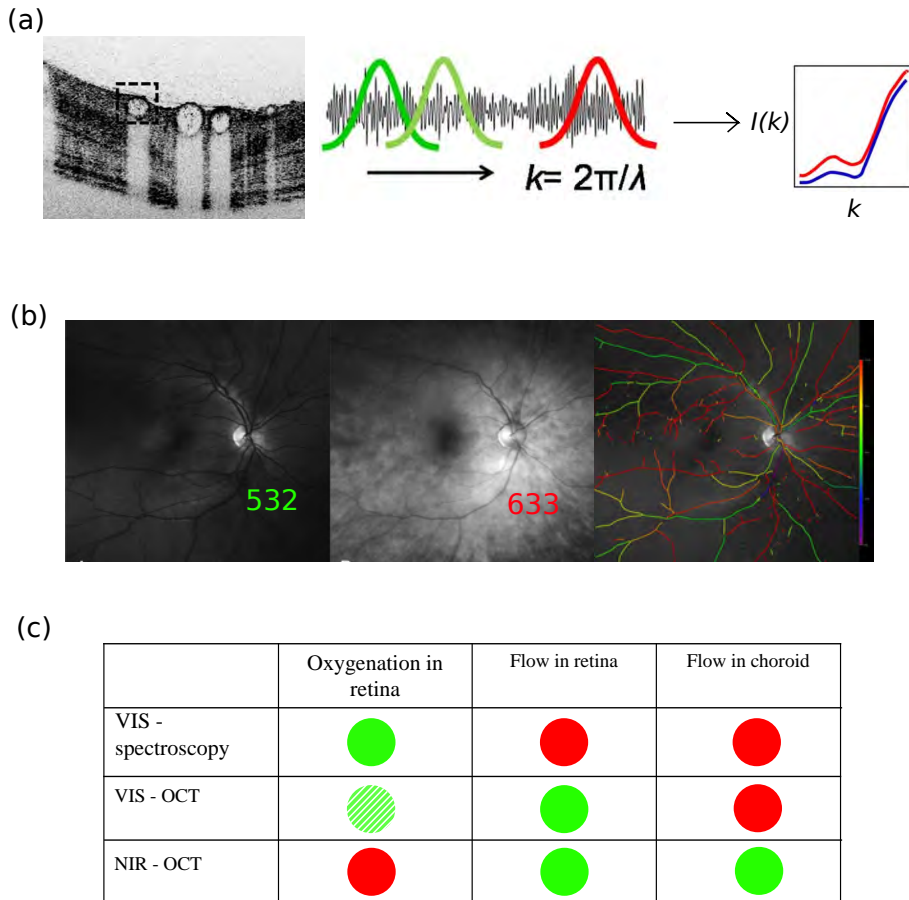 (a)
k= 2π/λ
I(k)
k
(b)
532
633
(c)
Oxygenation in
retina
Flow in retina
Flow in choroid
VIS -
spectroscopy
VIS - OCT
NIR - OCT